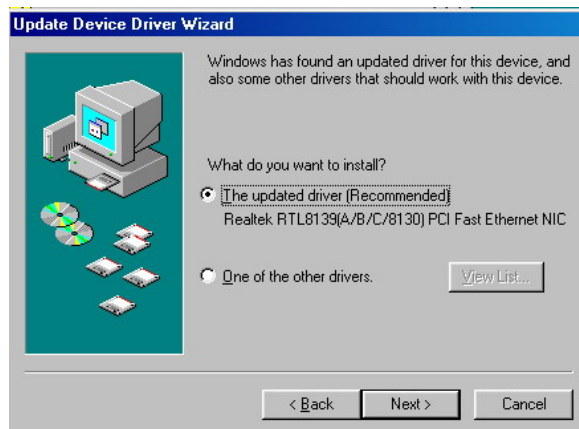 Update Device Driver Wizard
Windows has found an updated driver for this device, and
also some other drivers that should work with this device.
What do you want to install?
The updated driver (Recommended)
Realtek RTL8139(A/B/C/8130) PCI Fast Ethernet NIC
One of the other drivers.
View List...
< Back
Next >
Cancel